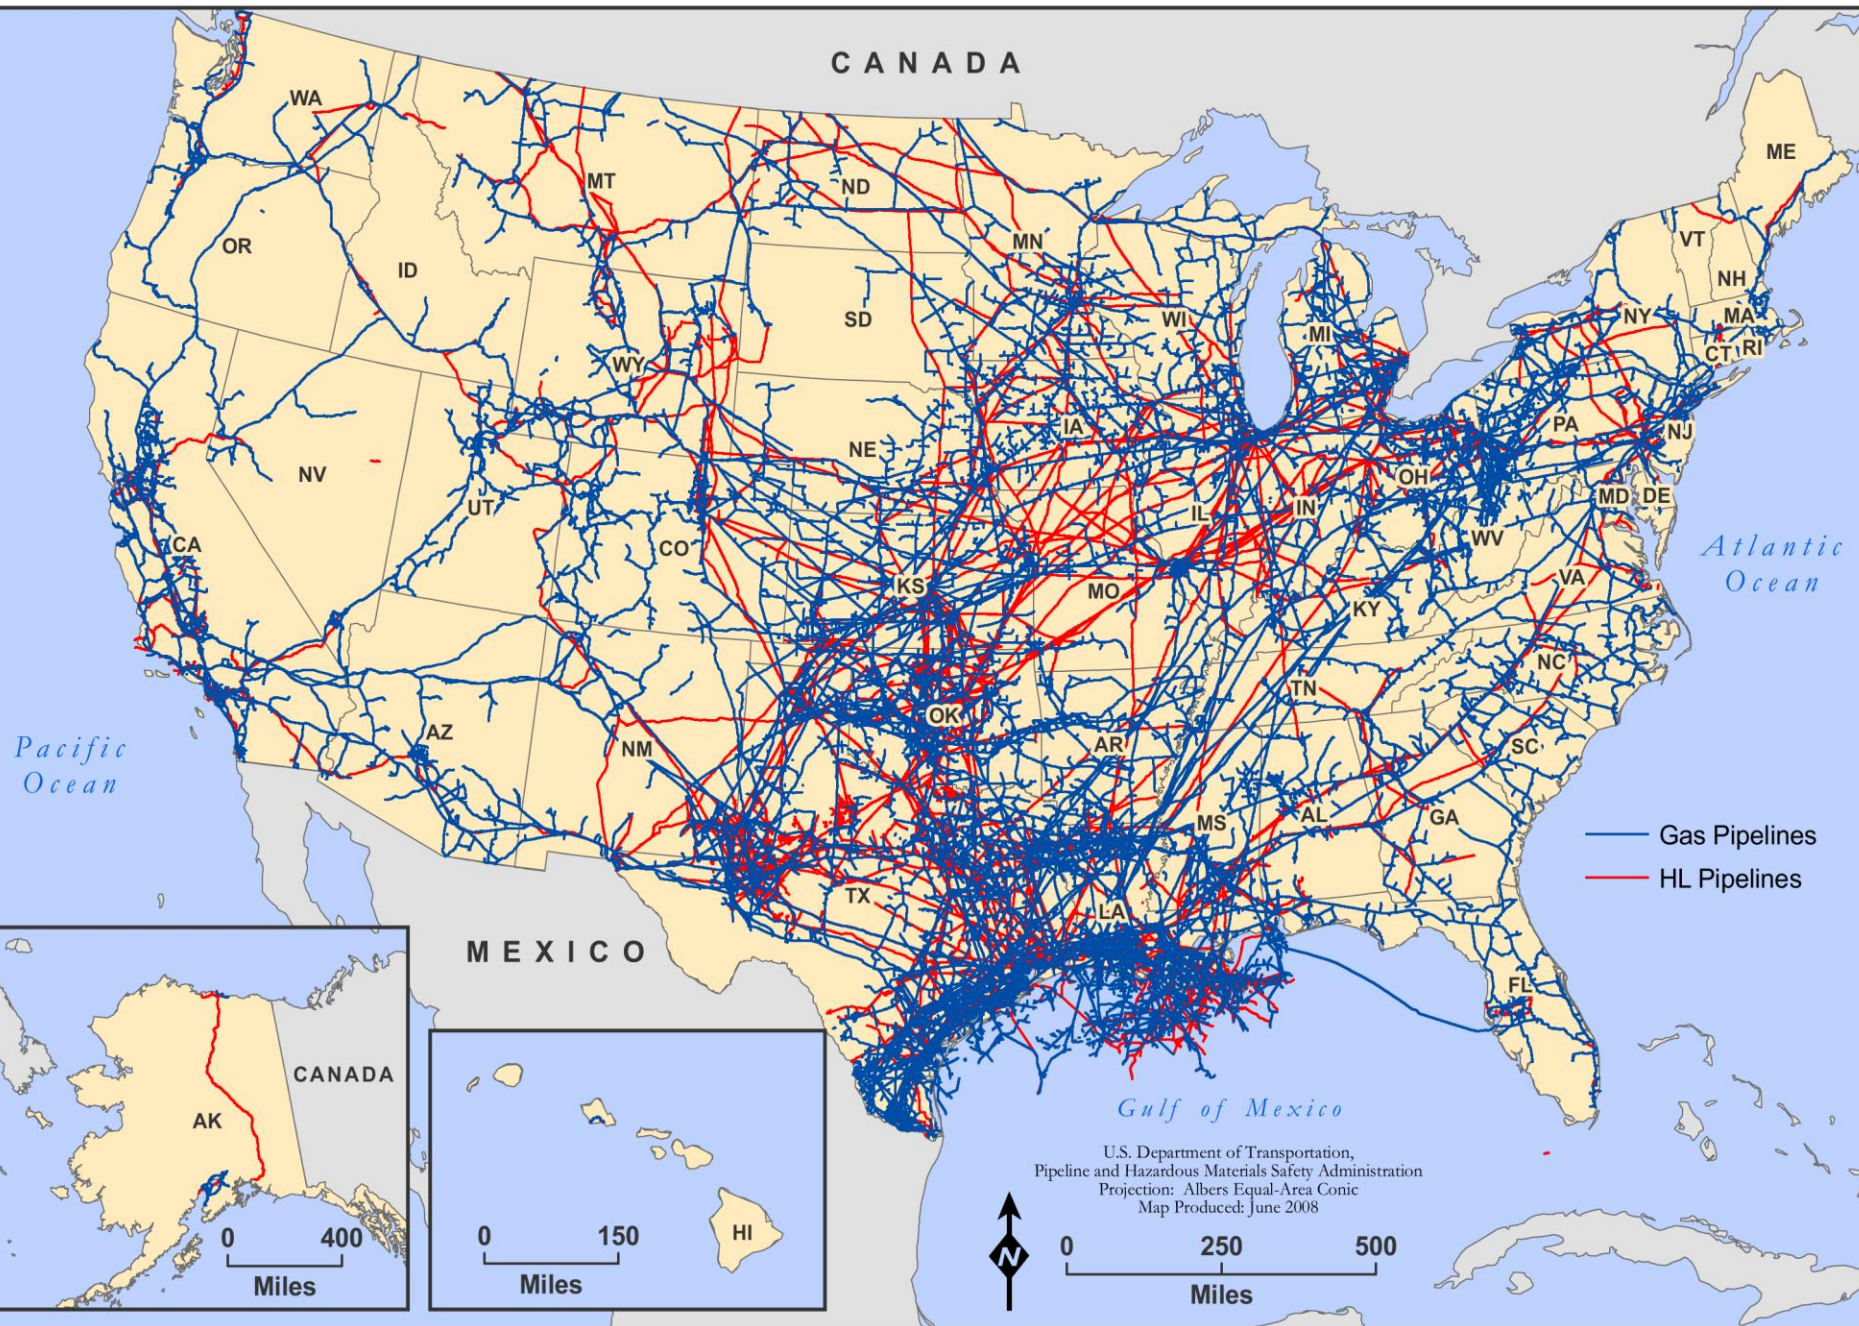 CANADA
WA
MT
ND
ME
OR
ID
MN
VT
NH
SD
WI
MI
NY
MA
CT
RI
WY
IA
PA
NJ
NE
NV
UT
OH
MD
DE
IL
IN
WV
CA
CO
KS
MO
KY
VA
Atlantic
Ocean
NC
TN
OK
AZ
NM
AR
SC
Pacific
Ocean
MS
AL
GA
Gas Pipelines
HL Pipelines
TX
LA
MEXICO
FL
CANADA
AK
0
400
Miles
0
150
Miles
HI
Gulf of Mexico
U.S. Department of Transportation,
Pipeline and Hazardous Materials Safety Administration
Projection: Albers Equal-Area Conic
Map Produced: June 2008
N
0
250
500
Miles